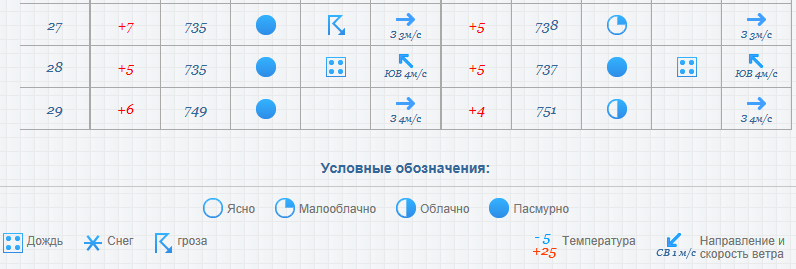 27 +7 735 З 3м/с +5 738 З 3м/с
28 +5 735 ЮВ 4м/с +5 737 ЮВ 4м/с
29 +6 749 З 4м/с +4 751 З 4м/с
Условные обозначения:
Ясно Малооблачно Облачно Пасмурно
Дождь Снег гроза -5 +25 Температура СВ 1 м/с Направление и
скорость ветра